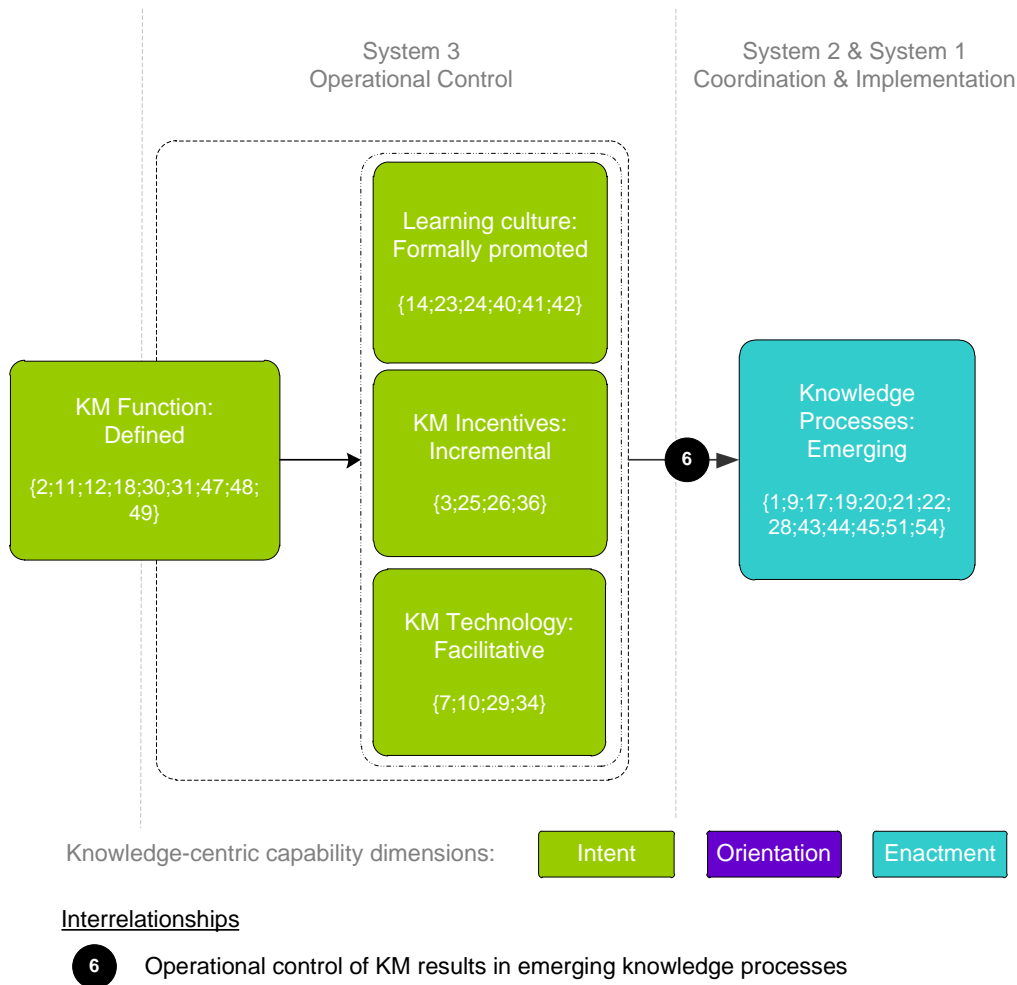 System 3
Operational Control
System 2 & System 1
Coordination & Implementation
Learning culture:
Formally promoted
{14;23;24;40;41;42}
KM Function:
Defined
{2;11;12;18;30;31;47;48;
49}
KM Incentives:
Incremental
{3;25;26;36}
6
Knowledge
Processes:
Emerging
{1;9;17;19;20;21;22;
28;43;44;45;51;54}
KM Technology:
Facilitative
{7;10;29;34}
Knowledge-centric capability dimensions:
Intent
Orientation
Enactment
Interrelationships
6 Operational control of KM results in emerging knowledge processes